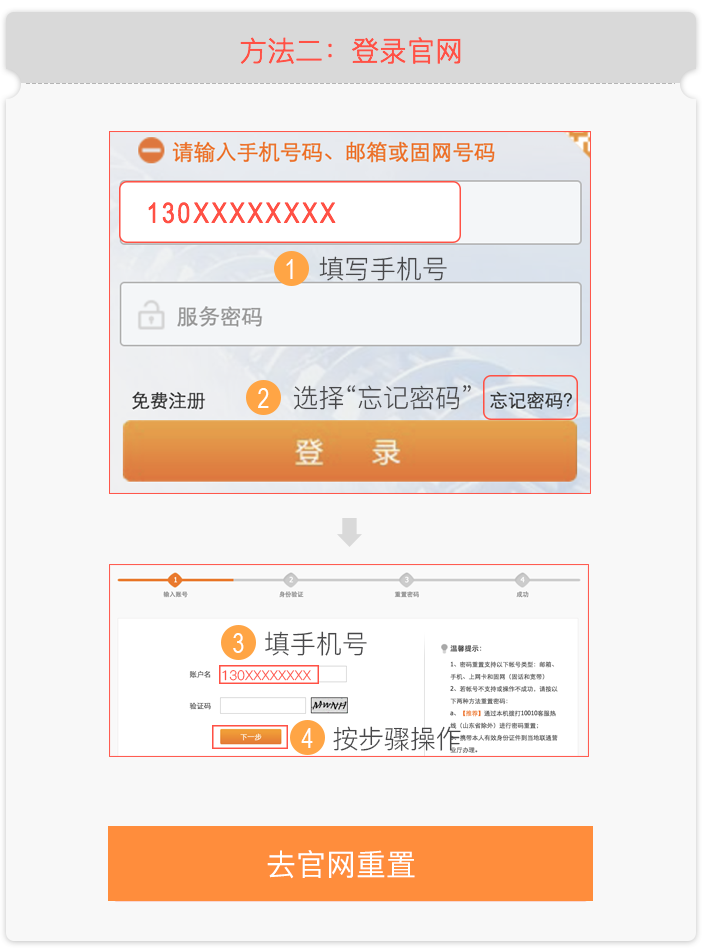 方法二：登录官网
请输入手机号码、邮箱或固网号码
130XXXXXXXX
1 填写手机号
服务密码
免费注册
2 选择“忘记密码”
忘记密码?
登 录
1 2 3 4
输入账号 身份验证 重置密码 成功
3 填手机号
账户名 130XXXXXXXX
验证码 MWNH
下一步
4 按步骤操作
温馨提示：
1、密码重置支持以下帐号类型：邮箱、
手机、上网卡和固网（固话和宽带）
2、若帐号不支持或操作不成功，请按以
下两种方法重置密码：
a、【推荐】通过本机拨打10010客服热
线（山东省除外）进行密码重置；
携带本人有效身份证件到当地联通营
业厅办理。
去官网重置